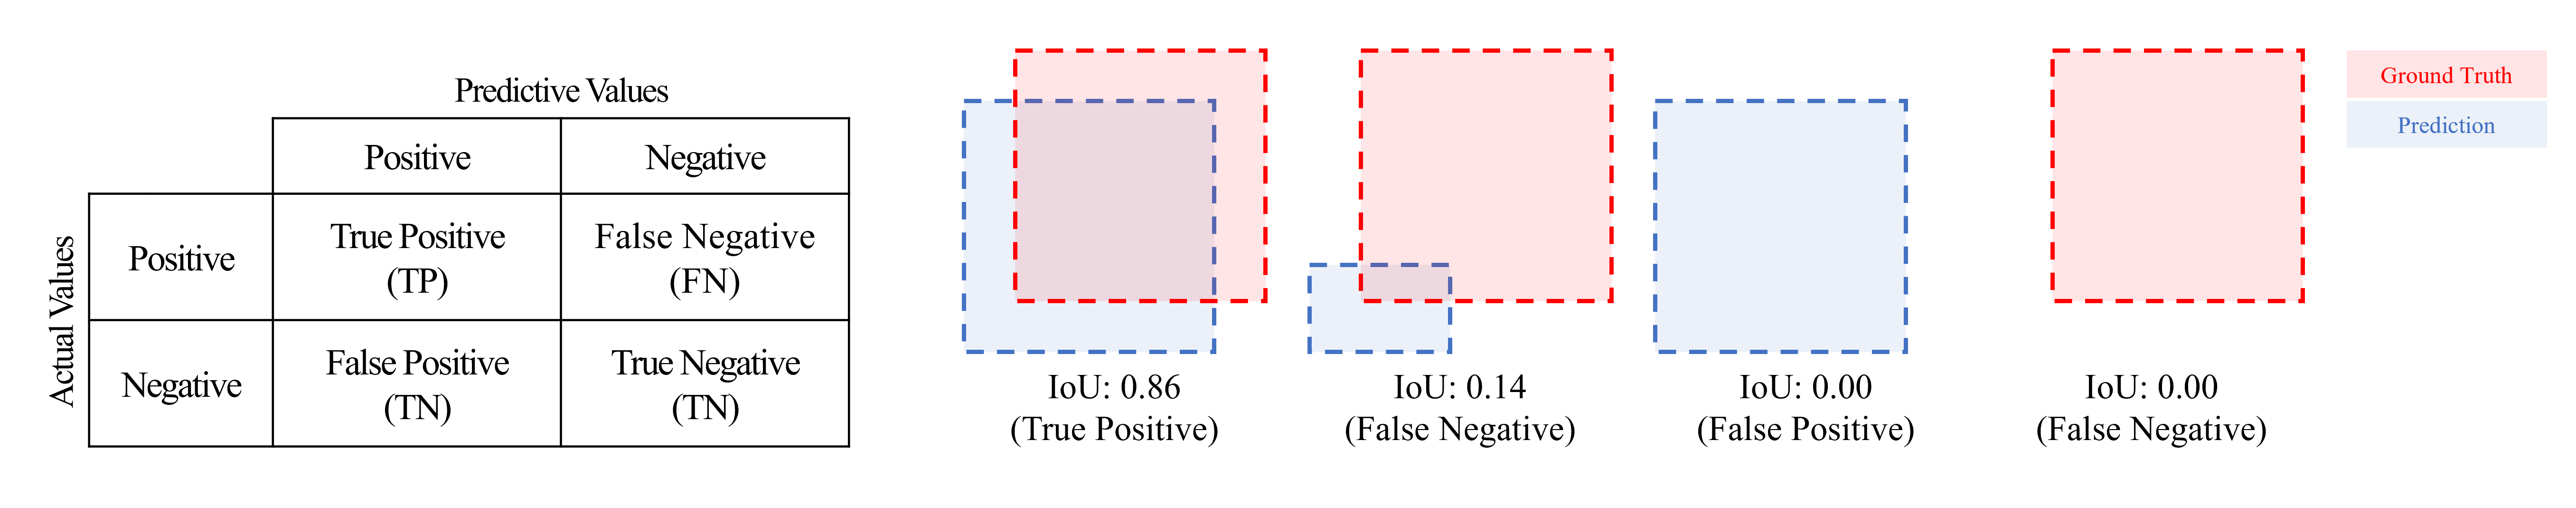 Predictive Values
Positive
Negative
Actual Values
Positive
True Positive
(TP)
False Negative
(FN)
Negative
False Positive
(TN)
True Negative
(TN)
IoU: 0.86
(True Positive)
IoU: 0.14
(False Negative)
IoU: 0.00
(False Positive)
IoU: 0.00
(False Negative)
Ground Truth
Prediction